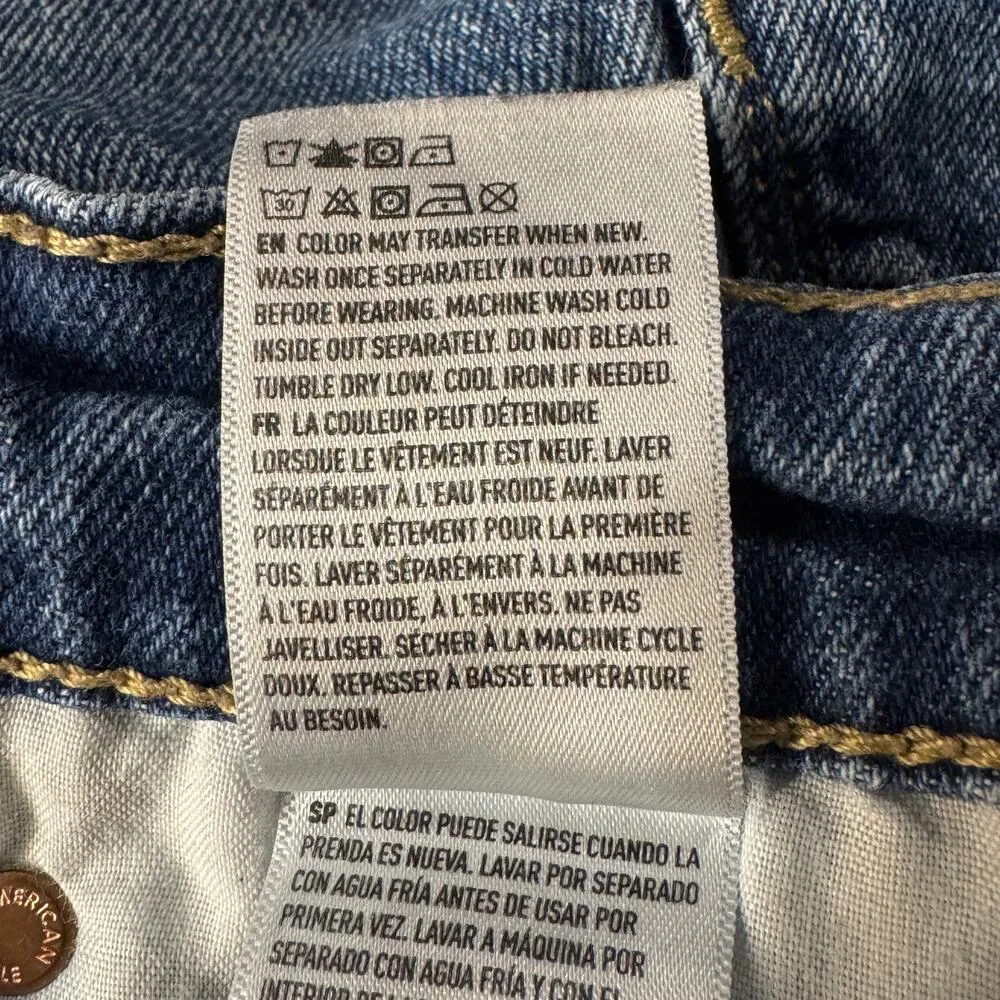 30
EN COLOR MAY TRANSFER WHEN NEW.
WASH ONCE SEPARATELY IN COLD WATER
BEFORE WEARING. MACHINE WASH COLD
INSIDE OUT SEPARATELY. DO NOT BLEACH.
TUMBLE DRY LOW. COOL IRON IF NEEDED.
FR LA COULEUR PEUT DÉTEINDRE
LORSQUE LE VÊTEMENT EST NEUF. LAVER
SÉPARÉMENT À L'EAU FROIDE AVANT DE
PORTER LE VÊTEMENT POUR LA PREMIÈRE
FOIS. LAVER SÉPARÉMENT À LA MACHINE
À L'EAU FROIDE, À L'ENVERS. NE PAS
JAVELLISER. SÉCHER À LA MACHINE CYCLE
DOUX. REPASSER À BASSE TEMPÉRATURE
AU BESOIN.
SP EL COLOR PUEDE SALIRSE CUANDO LA
PRENDA ES NUEVA. LAVAR POR SEPARADO
CON AGUA FRÍA ANTES DE USAR POR
PRIMERA VEZ. LAVAR A MÁQUINA POR
SEPARADO CON AGUA FRÍA Y CON EL
INTERIOR DE LA